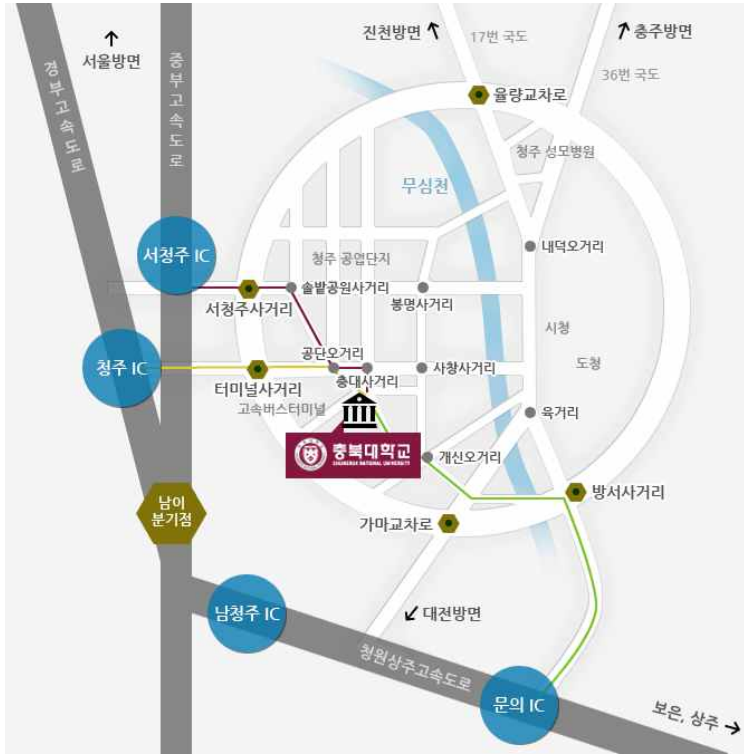 진천방면
17번 국도
충주방면
서울방면
36번 국도
경부고속도로
중부고속도로
율량교차로
청주 성모병원
무심천
서청주 IC
내덕오거리
청주 공업단지
솔밭공원사거리
서청주사거리
봉명사거리
시청
공단오거리
도청
청주 IC
사창사거리
터미널사거리
충대사거리
고속버스터미널
육거리
충북대학교
CHUNGBUK NATIONAL UNIVERSITY
개신오거리
남이
분기점
방서사거리
가마교차로
남청주 IC
대전방면
청원상주고속도로
문의 IC
보은, 상주